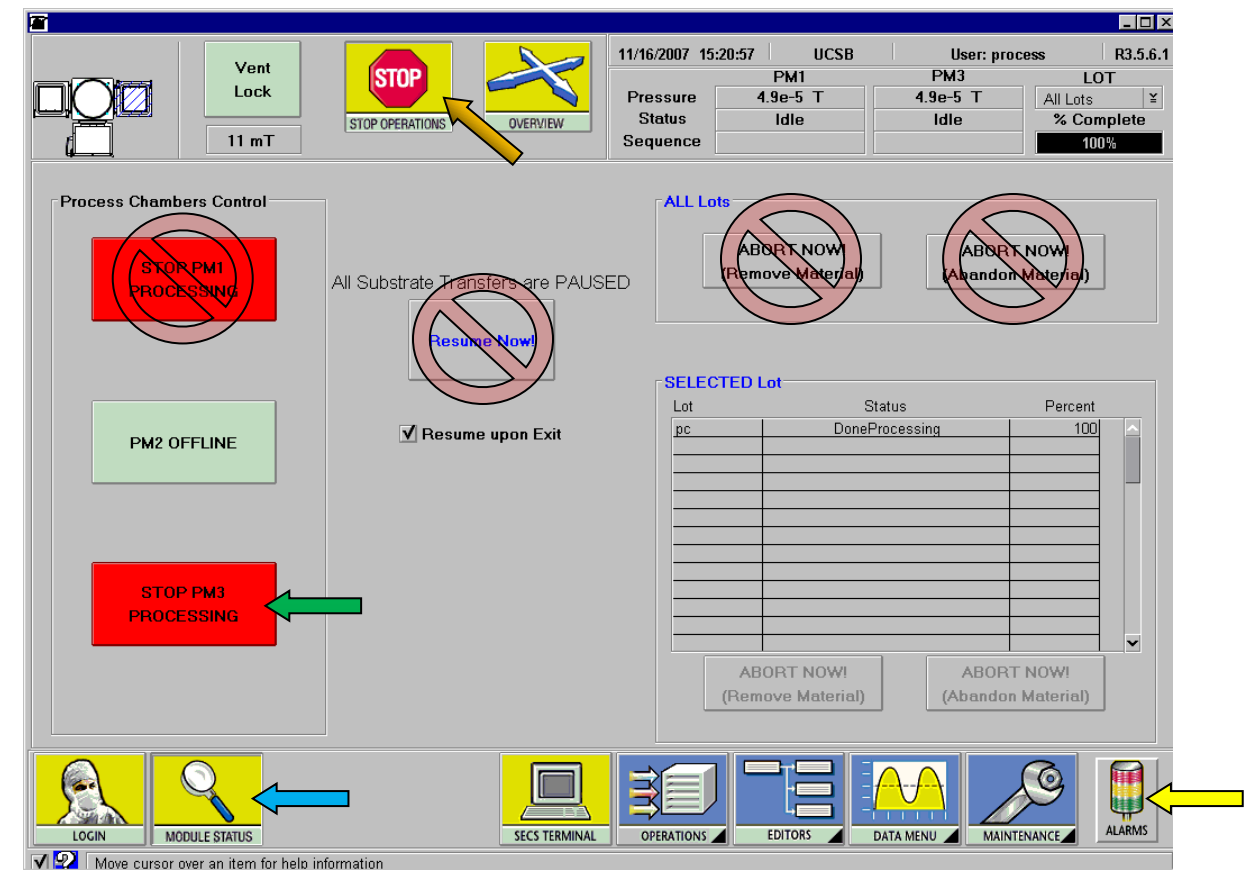 Vent
Lock
11 mT
STOP
STOP OPERATIONS
OVERVIEW
11/16/2007 15:20:57 UCSB User: process R3.5.6.1
PM1 PM3 LOT
Pressure 4.9e-5 T 4.9e-5 T All Lots
Status Idle Idle % Complete
Sequence 100%
Process Chambers Control
STOP PM1
PROCESSING
PM2 OFFLINE
STOP PM3
PROCESSING
All Substrate Transfers are PAUSED
Resume Now!
Resume upon Exit
ALL Lots
ABORT NOW!
(Remove Material)
ABORT NOW!
(Abandon Material)
SELECTED Lot
Lot Status Percent
pc DoneProcessing 100
ABORT NOW!
(Remove Material)
ABORT NOW!
(Abandon Material)
LOGIN
MODULE STATUS
SECS TERMINAL
OPERATIONS
EDITORS
DATA MENU
MAINTENANCE
ALARMS
Move cursor over an item for help information